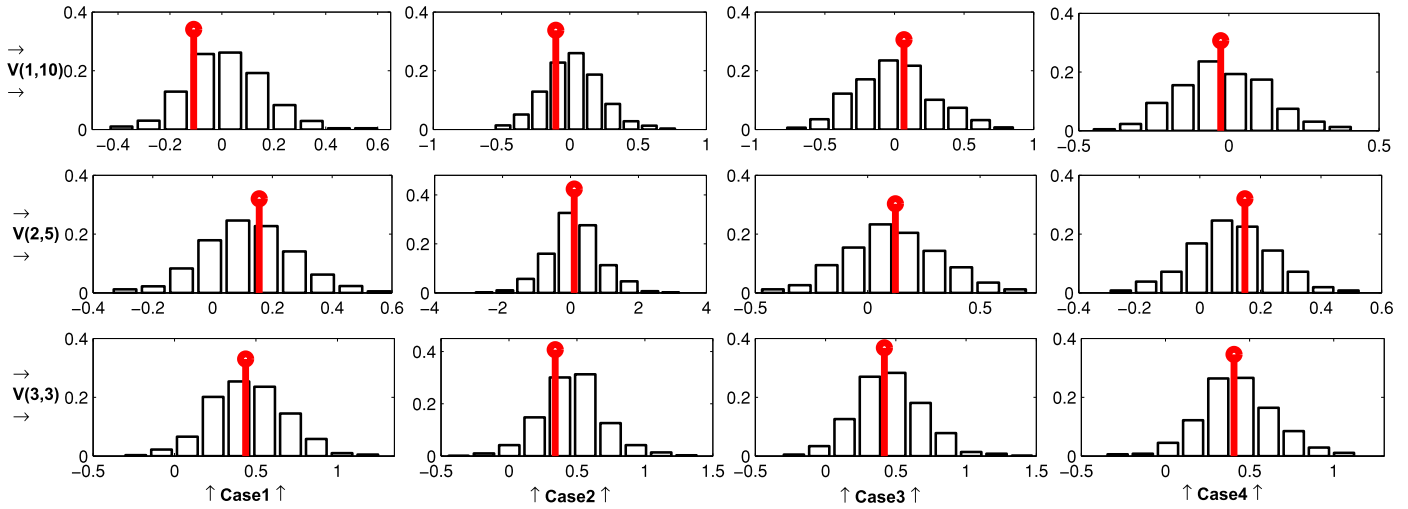 0.4 0.4 0.4 0.4
→
V(1,10) 0.2 0.2 0.2 0.2
→
0 0 0 0
−0.4 −0.2 0 0.2 0.4 0.6 −1 −0.5 0 0.5 1 −1 −0.5 0 0.5 1 −0.5 0 0.5
0.4 0.4 0.4 0.4
→
V(2,5) 0.2 0.2 0.2 0.2
→
0 0 0 0
−0.4 −0.2 0 0.2 0.4 0.6 −4 −2 0 2 4 −0.5 0 0.5 −0.4 −0.2 0 0.2 0.4 0.6
0.4 0.4 0.4 0.4
→
V(3,3) 0.2 0.2 0.2 0.2
→
0 0 0 0
−0.5 0 0.5 1 −0.5 0 0.5 1 1.5 −0.5 0 0.5 1 1.5 −0.5 0 0.5 1
↑ Case1 ↑ ↑ Case2 ↑ ↑ Case3 ↑ ↑ Case4 ↑